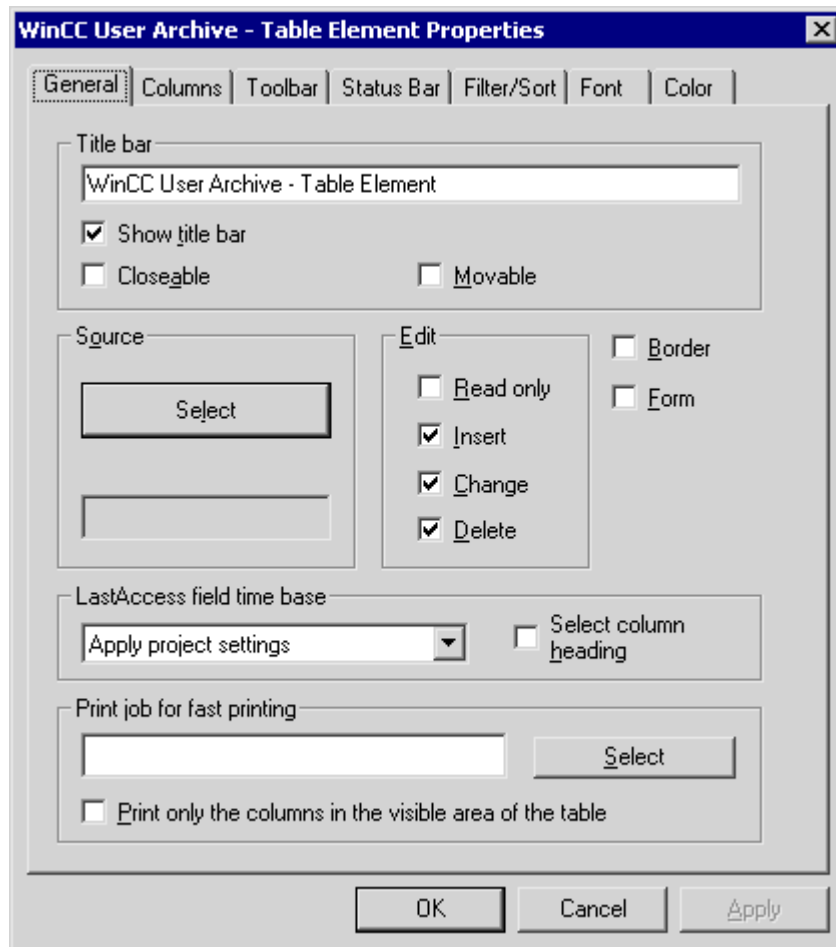 WinCC User Archive - Table Element Properties
General Columns Toolbar Status Bar Filter/Sort Font Color
Title bar
WinCC User Archive - Table Element
Show title bar
Closeable Movable
Source Edit
Border
Read only
Select
Form
Insert
Change
Delete
LastAccess field time base
Apply project settings
Select column
heading
Print job for fast printing
Select
Print only the columns in the visible area of the table
OK Cancel Apply